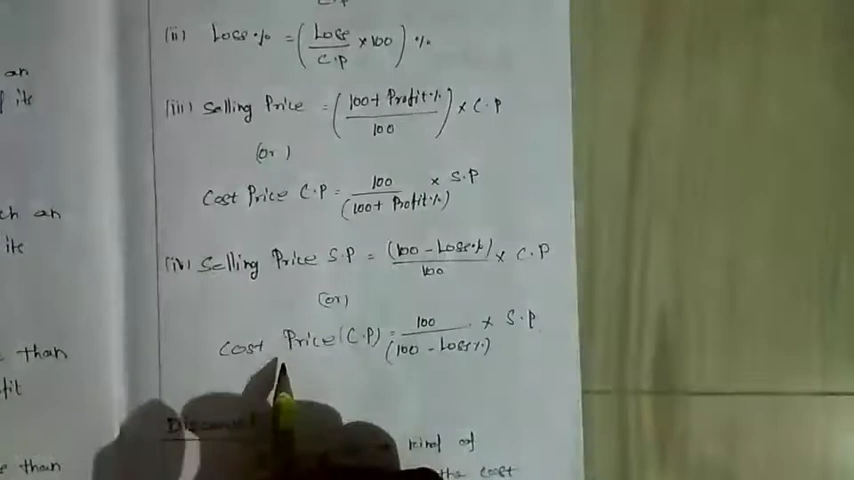 an
its
ch an
its
than
fit
than
(ii) Loss% = (Loss/C.P × 100) %
(iii) Selling Price = (100 + Profit%/100) × C.P
(or)
Cost Price C.P = 100/(100 + Profit%) × S.P
(iv) Selling Price S.P = (100 - Loss%)/100 × C.P
(or)
Cost Price (C.P) = 100/(100 - Loss%) × S.P
Discount
kind of
the cost